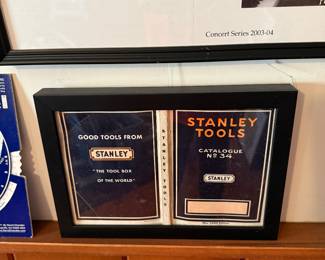 Concert Series 2003-04
GOOD TOOLS FROM
STANLEY
"THE TOOL BOX
OF THE WORLD"
STANLEY TOOLS
STANLEY
TOOLS
CATALOGUE
No 34
STANLEY